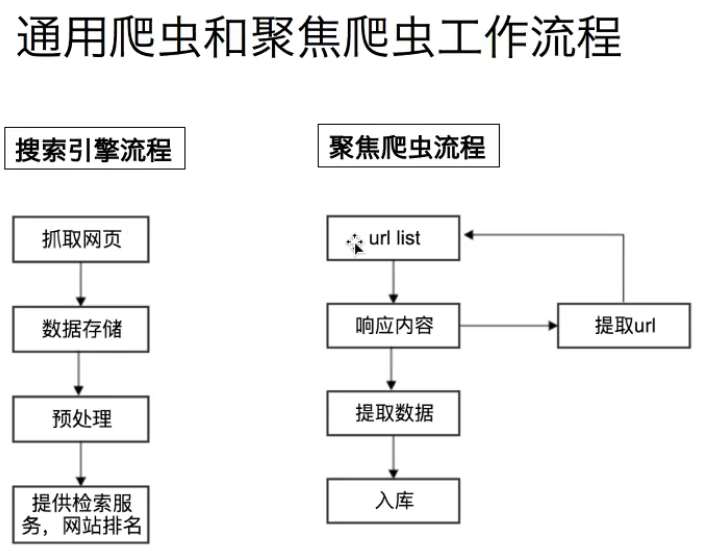 通用爬虫和聚焦爬虫工作流程
搜索引擎流程
聚焦爬虫流程
抓取网页
数据存储
预处理
提供检索服
务，网站排名
url list
响应内容
提取url
提取数据
入库